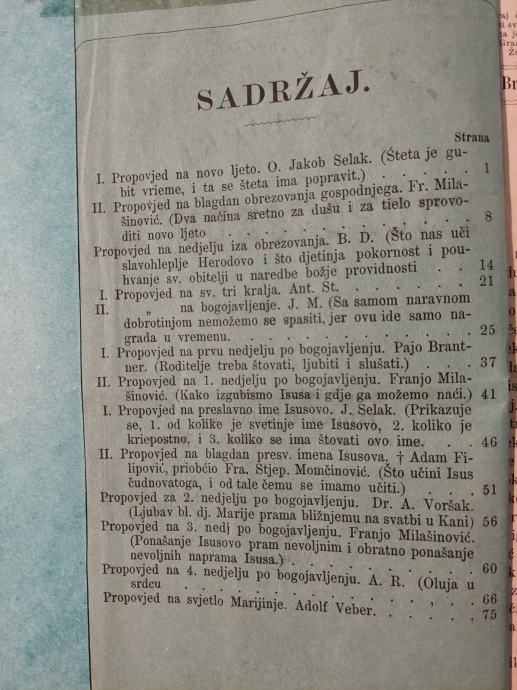 SADRŽAJ.
Strana
I. Propovjed na novo ljeto. O. Jakob Selak. (Šteta je gu-
bit vrieme, i ta se šteta ima popravit.) . . . . . . 1
II. Propovjed na blagdan obrezovanja gospodnjega. Fr. Mila-
šinović. (Dva načina sretno za dušu i za tielo sprovo-
diti novo ljeto . . . . . . . . . . 8
Propovjed na nedjelju iza obrezovanja. B. D. (Što nas uči
slavohleplje Herodovo i što djetinja pokornost i pou-
hvanje sv. obitelji u naredbe božje providnosti . . 14
I. Propovjed na sv. tri kralja. Ant. St. . . . . . . 21
II. „ na bogojavljenje. J. M. (Sa samom naravnom
dobrotinjom nemožemo se spasiti, jer ovu ide samo na-
grada u vremenu. . . . . . . . . . 25
I. Propovjed na prvu nedjelju po bogojavljenju. Pajo Brant-
ner. (Roditelje treba štovati, ljubiti i slušati.) . . . 37
II. Propovjed na 1. nedjelju po bogojavljenju. Franjo Mila-
šinović. (Kako izgubismo Isusa i gdje ga možemo naći.) 41
I. Propovjed na preslavno ime Isusovo. J. Selak. (Prikazuje
se, 1. od kolike je svetinje ime Isusovo, 2. koliko je
kriepostno, i 3. koliko se ima štovati ovo ime. . . 46
II. Propovjed na blagdan presv. imena Isusova, † Adam Fi-
lipović, priobćio Fra. Stjep. Momčinović. (Što učini Isus
čudnovatoga, i od tale čemu se imamo učiti.) . . . 51
Propovjed za 2. nedjelju po bogojavljenju. Dr. A. Voršak.
(Ljubav bl. dj. Marije prama bližnjemu na svatbi u Kani) 56
Propovjed na 3. nedj po bogojavljenju. Franjo Milašinović.
(Ponašanje Isusovo pram nevoljnim i obratno ponašanje
nevoljnih naprama Isusa.) . . . . . . . . 60
Propovjed na 4. nedjelju po bogojavljenju. A. R. (Oluja u
srdcu . . . . . . . . . . . . 66
Propovjed na svjetlo Marijinje. Adolf Veber. . . . . . 75